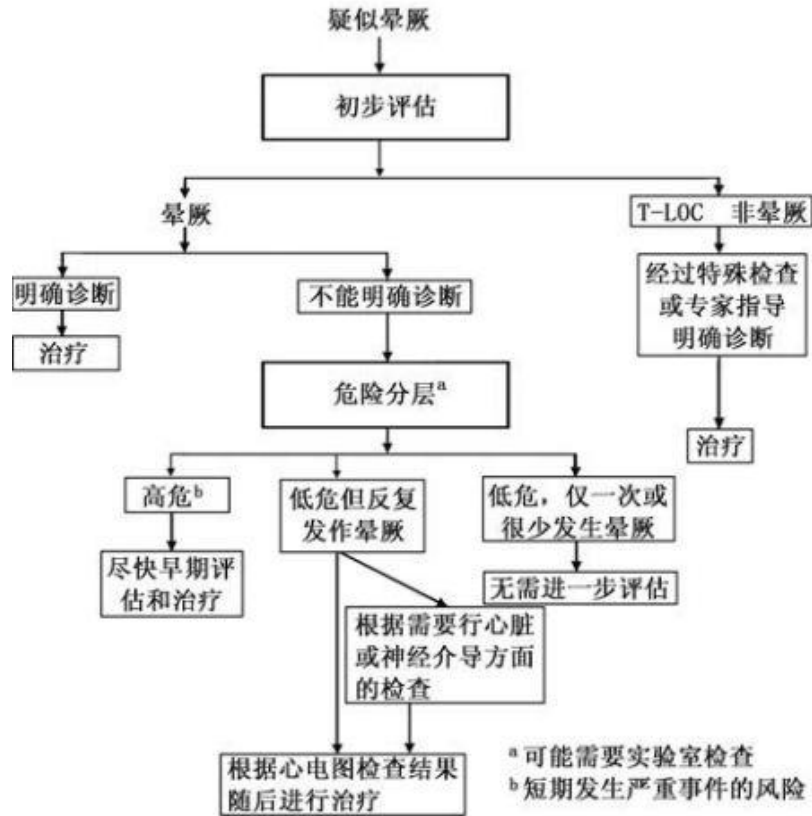 疑似晕厥
初步评估
晕厥
T-LOC 非晕厥
明确诊断
不能明确诊断
经过特殊检查
或专家指导
明确诊断
治疗
危险分层a
治疗
高危b
低危但反复
发作晕厥
低危，仅一次或
很少发生晕厥
尽快早期评
估和治疗
无需进一步评估
根据需要行心脏
或神经介导方面
的检查
根据心电图检查结果
随后进行治疗
a 可能需要实验室检查
b 短期发生严重事件的风险